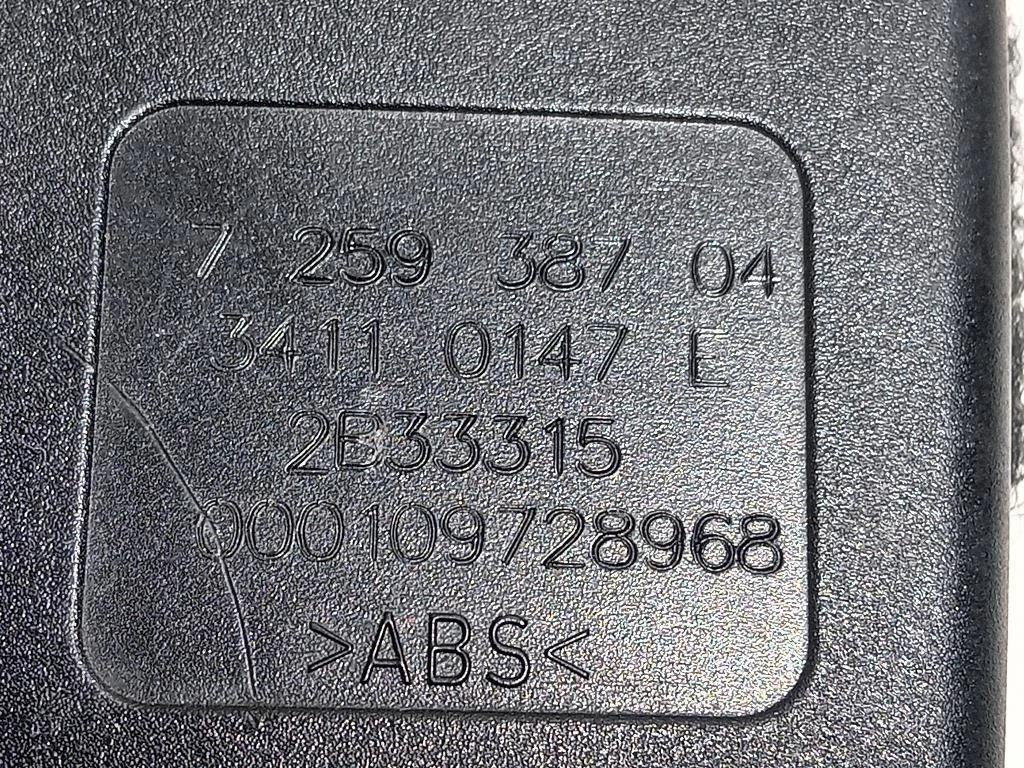 7 259 387 04
3411 0147 E
2B33315
000109728968
>ABS<